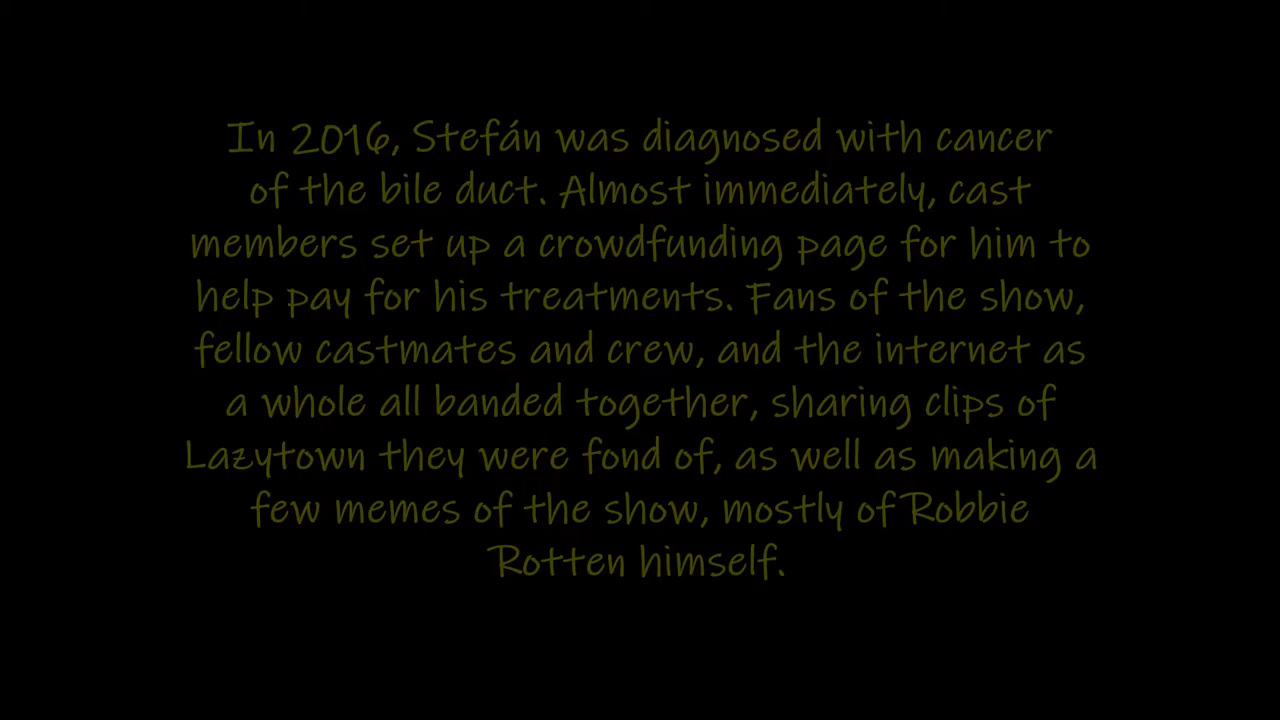 In 2016, Stefán was diagnosed with cancer
of the bile duct. Almost immediately, cast
members set up a crowdfunding page for him to
help pay for his treatments. Fans of the show,
fellow castmates and crew, and the internet as
a whole all banded together, sharing clips of
Lazytown they were fond of, as well as making a
few memes of the show, mostly of Robbie
Rotten himself.